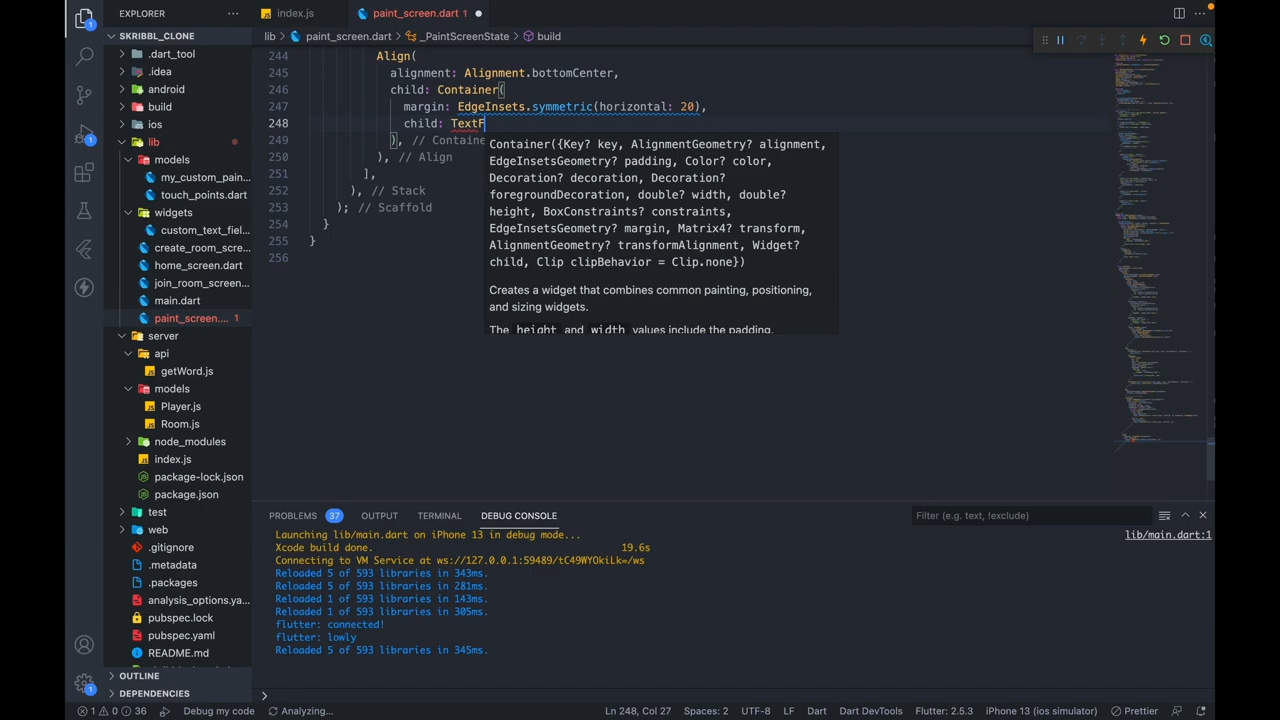 EXPLORER
index.js
paint_screen.dart 1
SKRIBBL_CLONE
lib
paint_screen.dart
_PaintScreenState
build
.dart_tool
.idea
android
build
ios
lib
models
my_custom_pain...
touch_points.dart
widgets
custom_text_fiel...
create_room_scre...
home_screen.dart
join_room_screen...
main.dart
paint_screen.... 1
server
api
getWord.js
models
Player.js
Room.js
node_modules
index.js
package-lock.json
package.json
test
web
.gitignore
.metadata
.packages
analysis_options.ya...
pubspec.lock
pubspec.yaml
README.md
OUTLINE
DEPENDENCIES
244 Align(
245 alignment: Alignment.bottomCenter,
246 child: Container(
247 margin: EdgeInsets.symmetric(horizontal: 20),
248 child: TextF
249 ), // Containe
250 ), // Align
251 ],
252 ), // Stack
253 ); // Scaffold
254 }
255 }
256
Container({Key? key, AlignmentGeometry? alignment,
EdgeInsetsGeometry? padding, Color? color,
Decoration? decoration, Decoration?
foregroundDecoration, double? width, double?
height, BoxConstraints? constraints,
EdgeInsetsGeometry? margin, Matrix4? transform,
AlignmentGeometry? transformAlignment, Widget?
child, Clip clipBehavior = Clip.none})
Creates a widget that combines common painting, positioning,
and sizing widgets.
The height and width values include the padding.
PROBLEMS 37 OUTPUT TERMINAL DEBUG CONSOLE
Filter (e.g. text, !exclude)
Launching lib/main.dart on iPhone 13 in debug mode...
lib/main.dart:1
Xcode build done. 19.6s
Connecting to VM Service at ws://127.0.0.1:59489/tC49WYOkiLk=/ws
Reloaded 5 of 593 libraries in 343ms.
Reloaded 5 of 593 libraries in 281ms.
Reloaded 1 of 593 libraries in 143ms.
Reloaded 1 of 593 libraries in 305ms.
flutter: connected!
flutter: lowly
Reloaded 5 of 593 libraries in 345ms.
1 0 36 Debug my code Analyzing... Ln 248, Col 27 Spaces: 2 UTF-8 LF Dart Dart DevTools Flutter: 2.5.3 iPhone 13 (ios simulator) Prettier